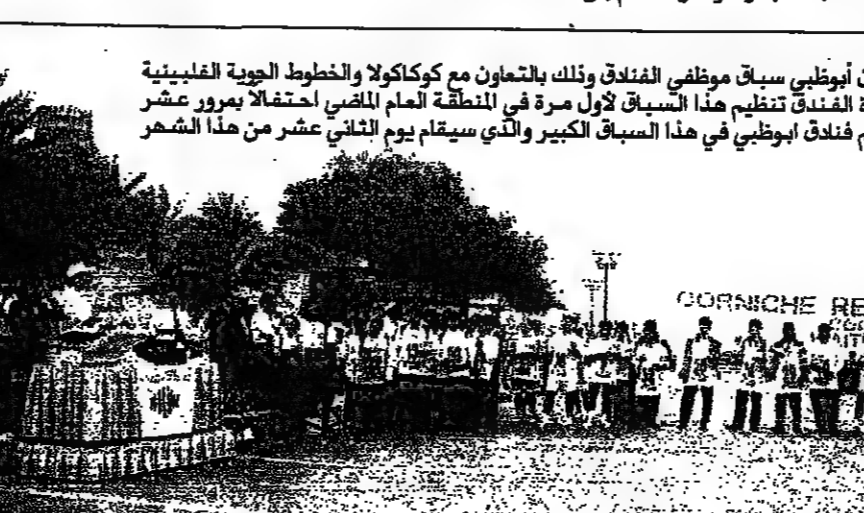 أبوظبي سباق موظفي الفنادق وذلك بالتعاون مع كوكاكولا والخطوط الجوية الفلبينية
الفندق تنظيم هذا السباق لأول مرة في المنطقة العام الماضي احتفالا بمرور عشر
فنادق ابوظبي في هذا السباق الكبير والذي سيقام يوم الثاني عشر من هذا الشهر
CORNICHE RE